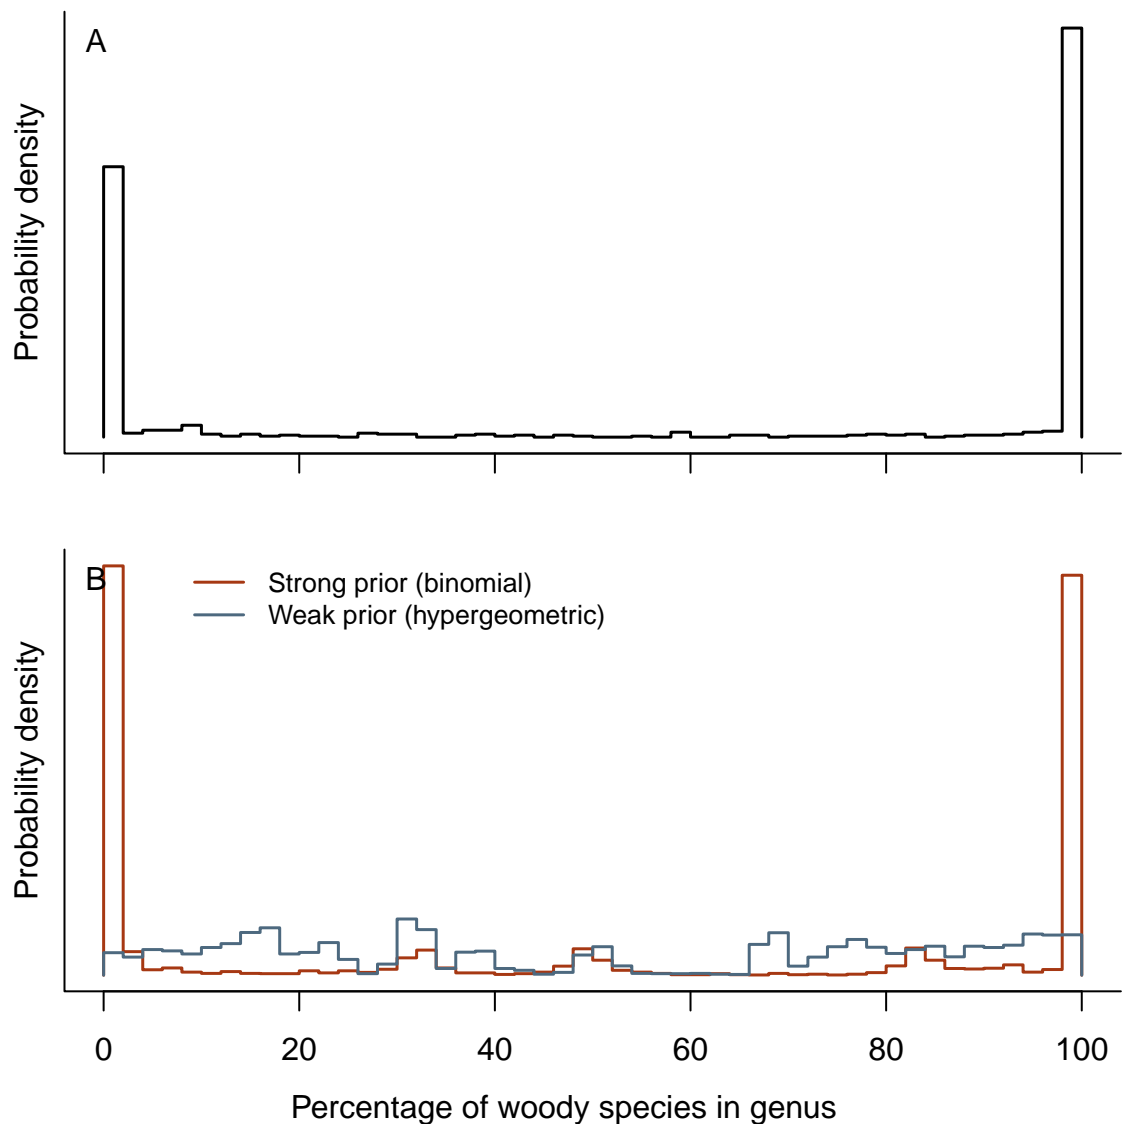 A
Probability density
B
Strong prior (binomial)
Weak prior (hypergeometric)
Probability density
0 20 40 60 80 100
Percentage of woody species in genus